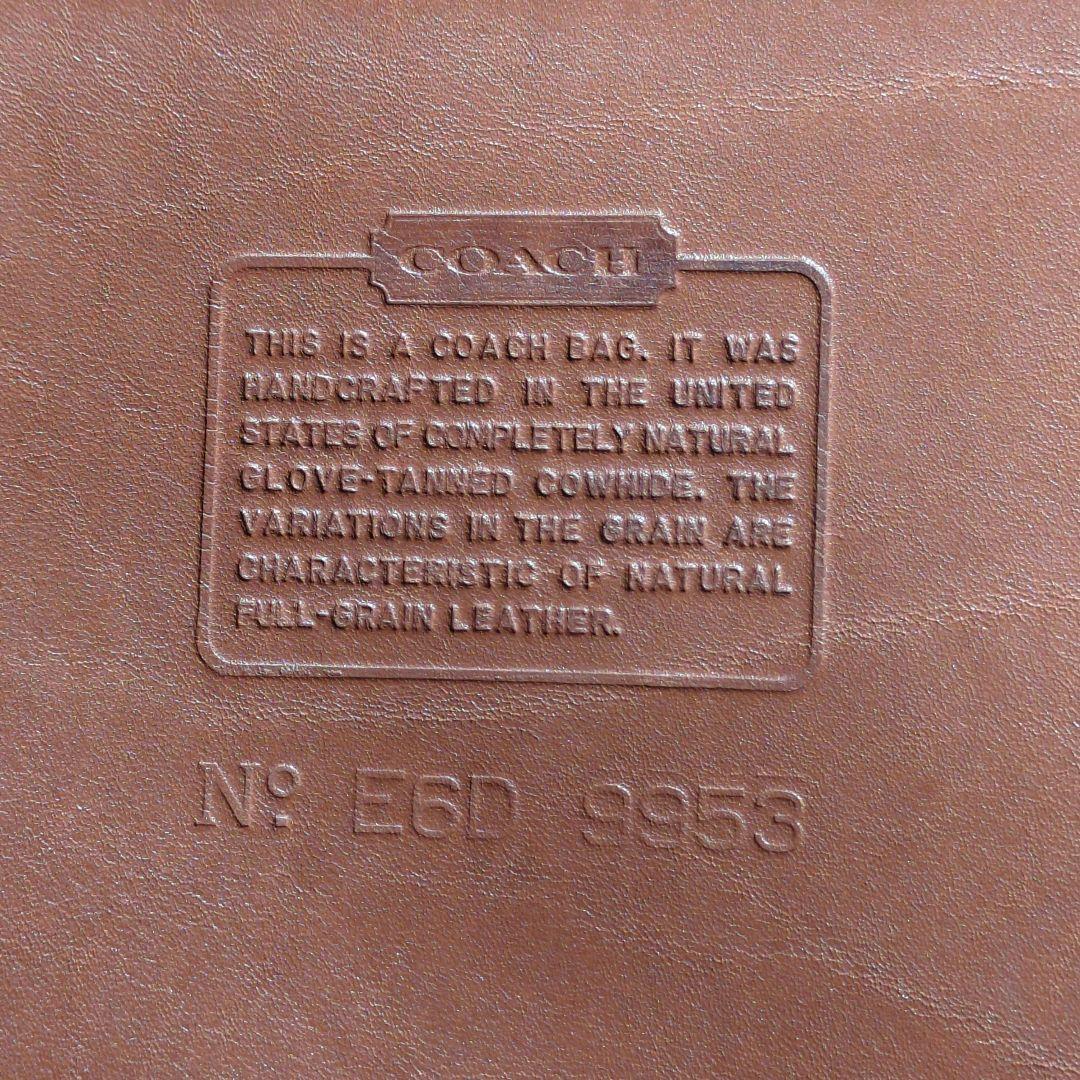 COACH
THIS IS A COACH BAG. IT WAS
HANDCRAFTED IN THE UNITED
STATES OF COMPLETELY NATURAL
GLOVE-TANNED COWHIDE. THE
VARIATIONS IN THE GRAIN ARE
CHARACTERISTIC OF NATURAL
FULL-GRAIN LEATHER.
Nº E6D 9953